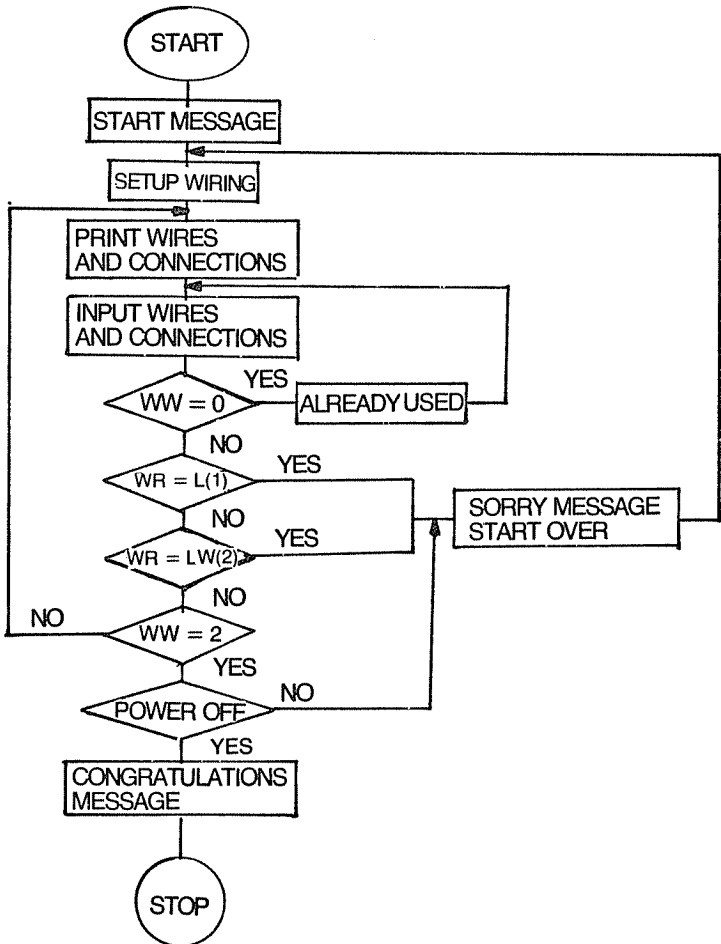 START
START MESSAGE
SETUP WIRING
PRINT WIRES
AND CONNECTIONS
INPUT WIRES
AND CONNECTIONS
WW = 0
YES
ALREADY USED
NO
WR = L(1)
YES
NO
WR = LW(2)
YES
SORRY MESSAGE
START OVER
NO
WW = 2
NO
YES
POWER OFF
NO
YES
CONGRATULATIONS
MESSAGE
STOP